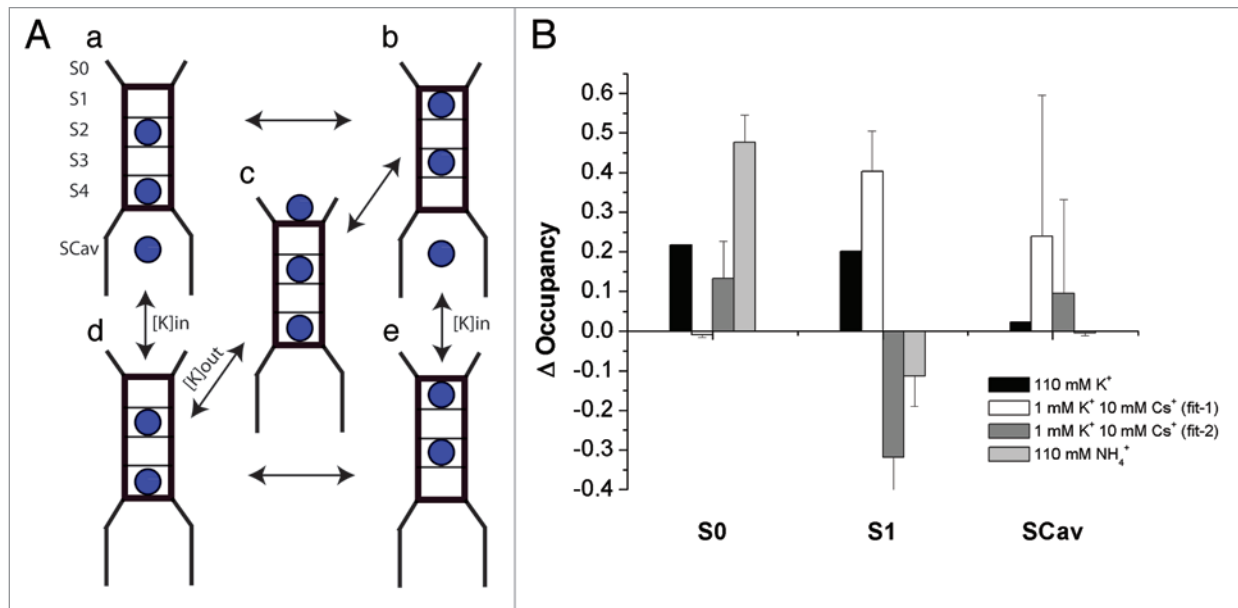 A
a
b
S0
S1
S2
S3
S4
SCav
c
[K]in
[K]in
d
[K]out
e
B
Δ Occupancy
0.6
0.5
0.4
0.3
0.2
0.1
0.0
-0.1
-0.2
-0.3
-0.4
110 mM K⁺
1 mM K⁺ 10 mM Cs⁺ (fit-1)
1 mM K⁺ 10 mM Cs⁺ (fit-2)
110 mM NH₄⁺
S0 S1 SCav